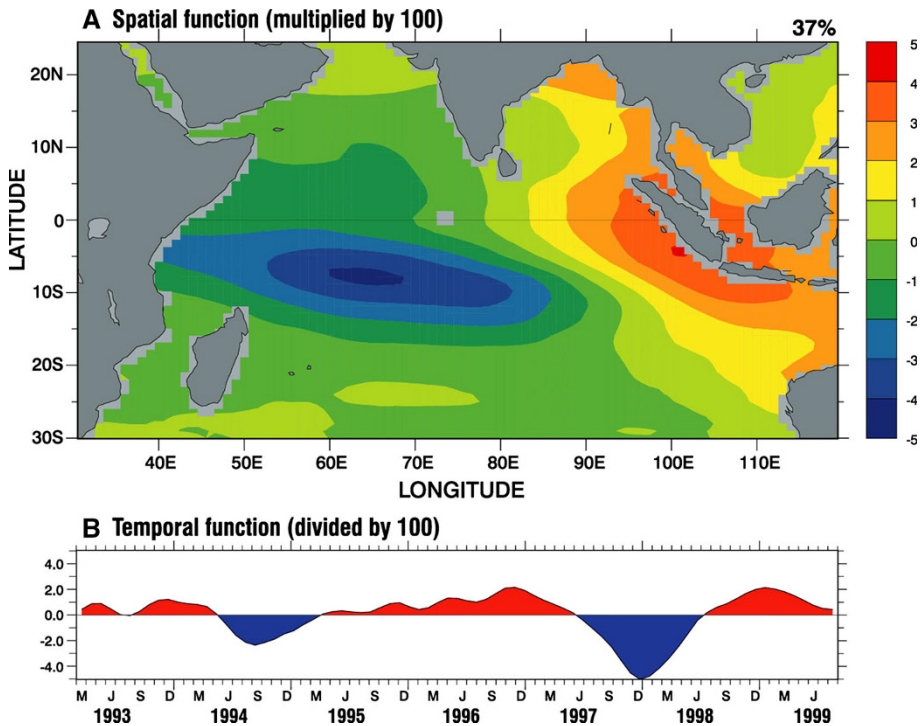 A Spatial function (multiplied by 100)
37%
20N
10N
0
10S
20S
30S
LATITUDE
40E 50E 60E 70E 80E 90E 100E 110E
LONGITUDE
5
4
3
2
1
0
-1
-2
-3
-4
-5
B Temporal function (divided by 100)
4.0
2.0
0.0
-2.0
-4.0
M J S D M J S D M J S D M J S D M J S D M J S D M J
1993 1994 1995 1996 1997 1998 1999